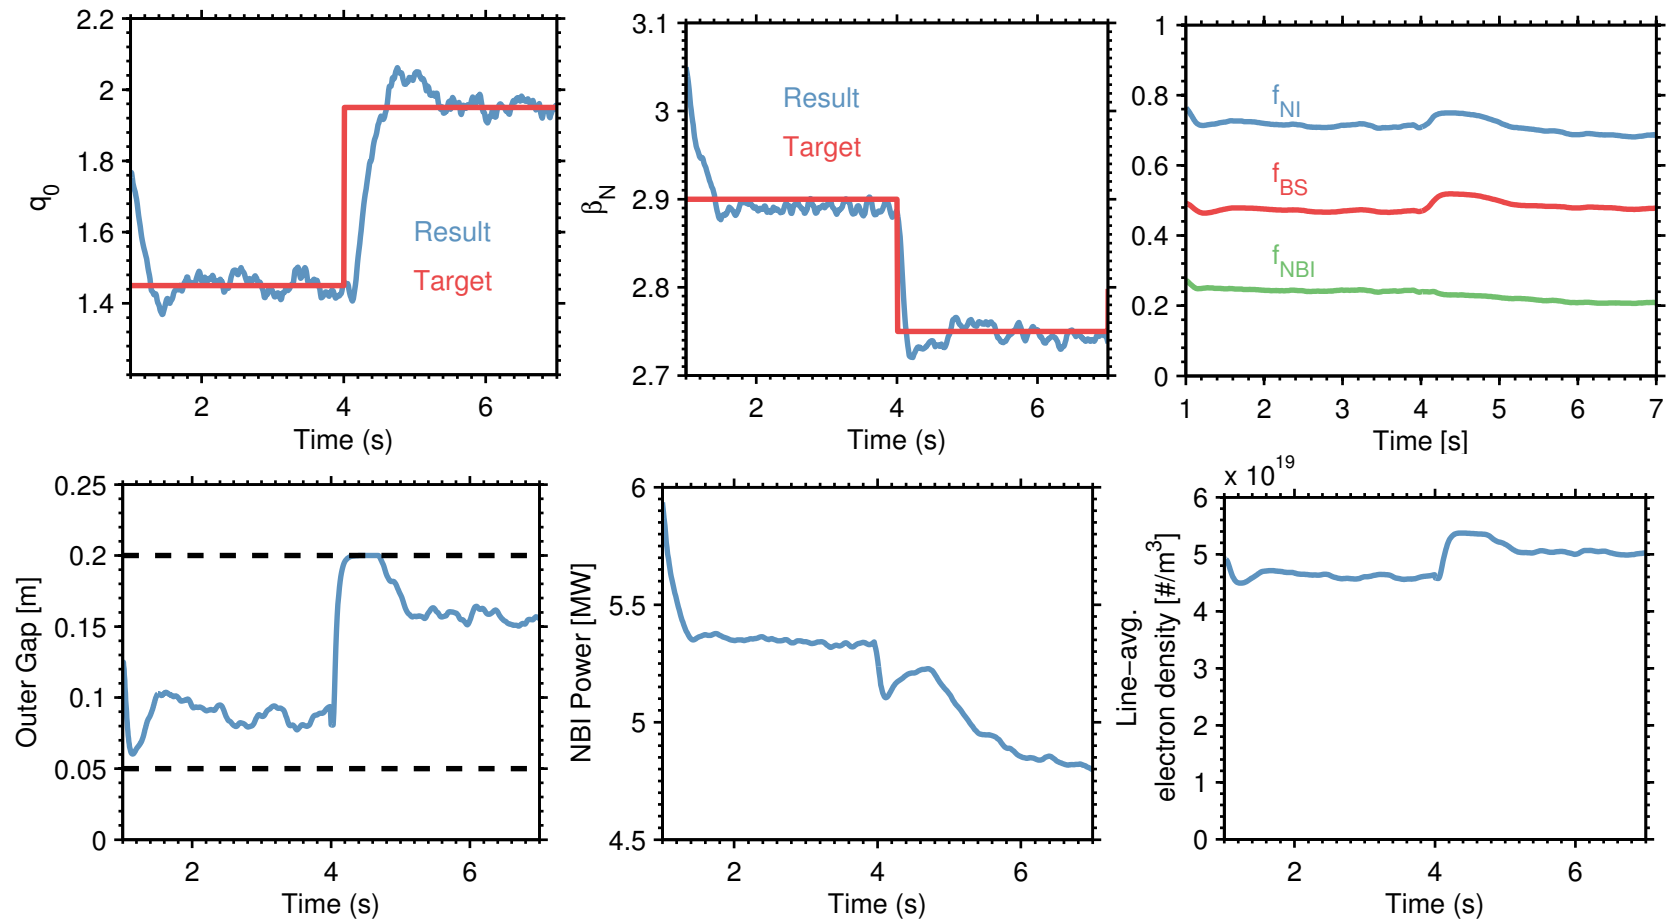 2.2
2
1.8
1.6
1.4
q0
Result
Target
2 4 6
Time (s)
3.1
3
2.9
2.8
2.7
βN
Result
Target
2 4 6
Time (s)
1
0.8
0.6
0.4
0.2
0
fNI
fBS
fNBI
1 2 3 4 5 6 7
Time [s]
0.25
0.2
0.15
0.1
0.05
0
Outer Gap [m]
2 4 6
Time (s)
6
5.5
5
4.5
NBI Power [MW]
2 4 6
Time (s)
x 10^19
6
5
4
3
2
1
0
Line-avg.
electron density [#/m^3]
2 4 6
Time (s)